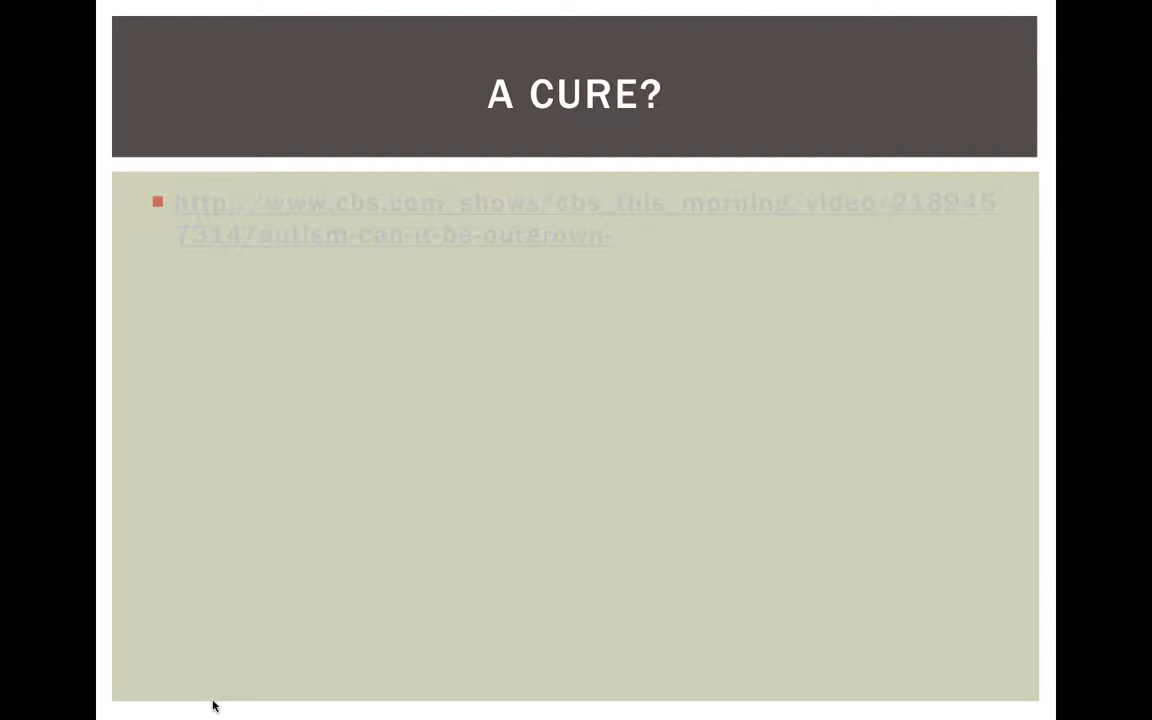 A CURE?
http://www.cbs.com/shows/cbs_this_morning/video/218945
7314/autism-can-it-be-outgrown-